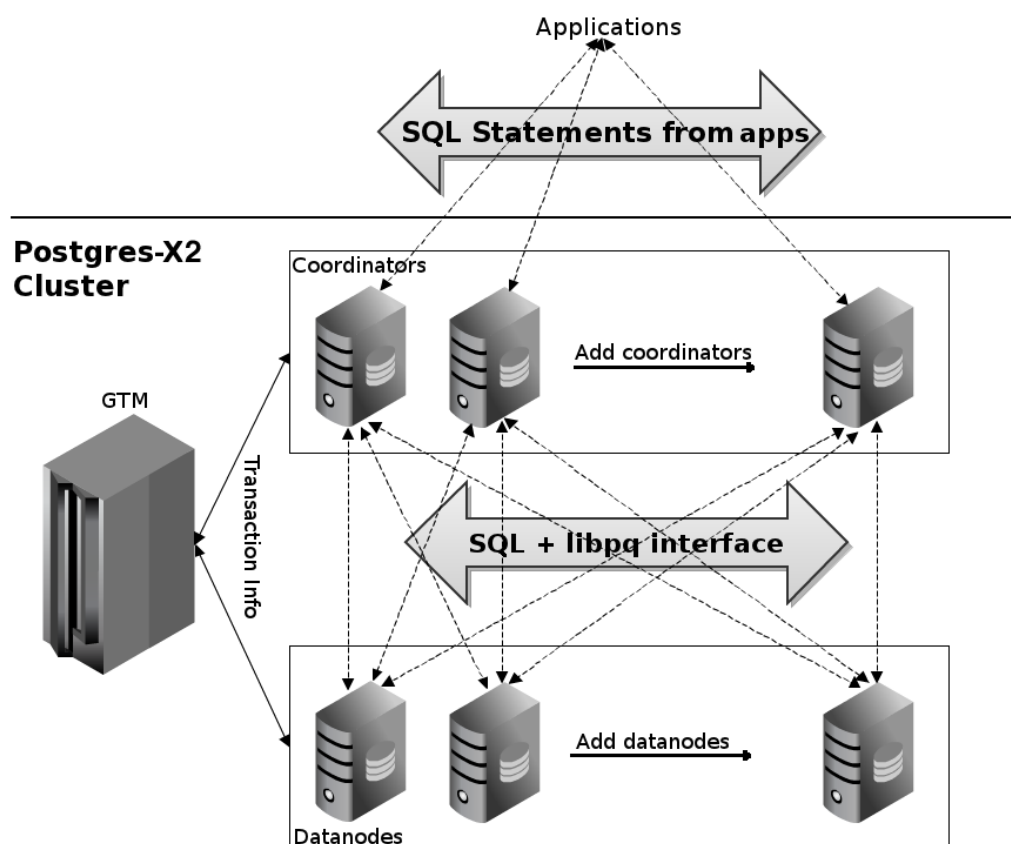 Applications
SQL Statements from apps
Postgres-X2
Cluster
Coordinators
Add coordinators
GTM
Transaction Info
SQL + libpq interface
Add datanodes
Datanodes